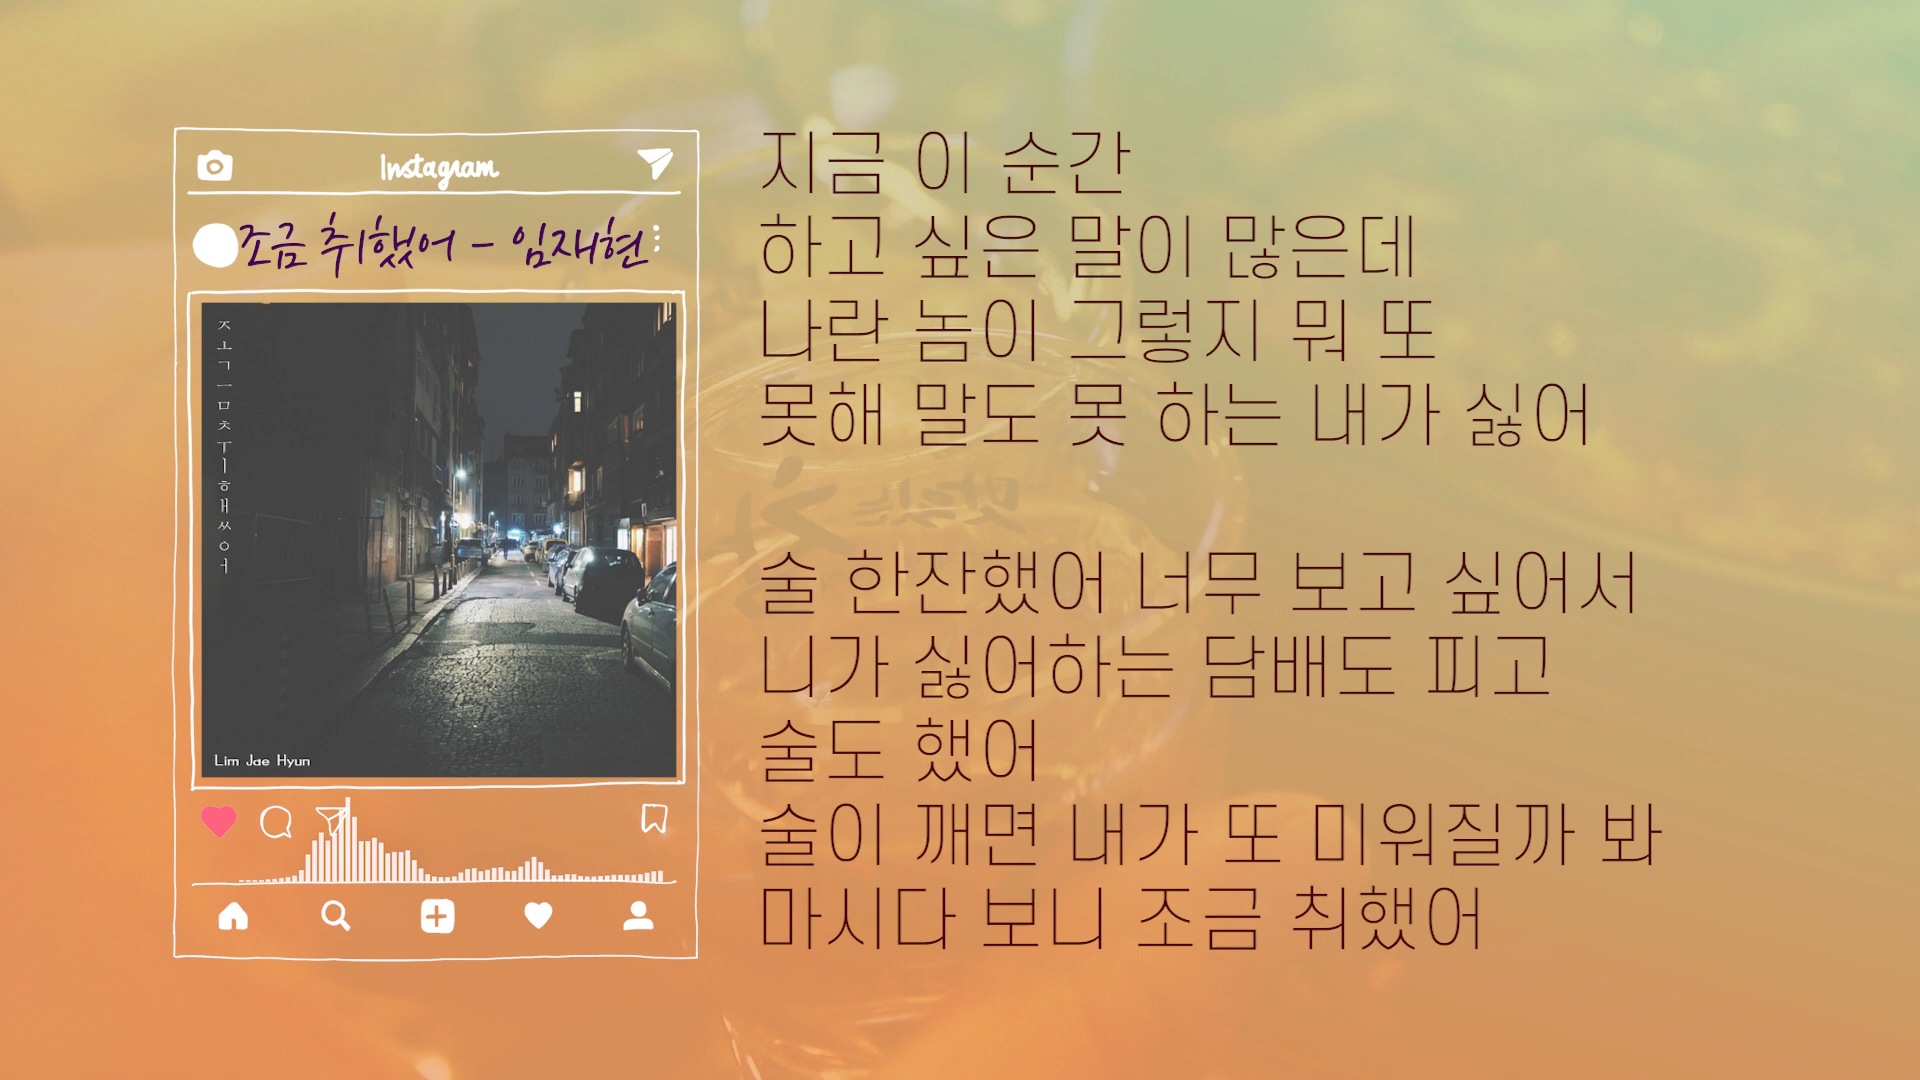 Instagram
조금 취했어 - 임재현
ㅈㅗㄱㅡㅁㅊㅜㅣㅎㅐㅆㅇㅓ
Lim Jae Hyun
지금 이 순간
하고 싶은 말이 많은데
나란 놈이 그렇지 뭐 또
못해 말도 못 하는 내가 싫어
술 한잔했어 너무 보고 싶어서
니가 싫어하는 담배도 피고
술도 했어
술이 깨면 내가 또 미워질까 봐
마시다 보니 조금 취했어
맛있는